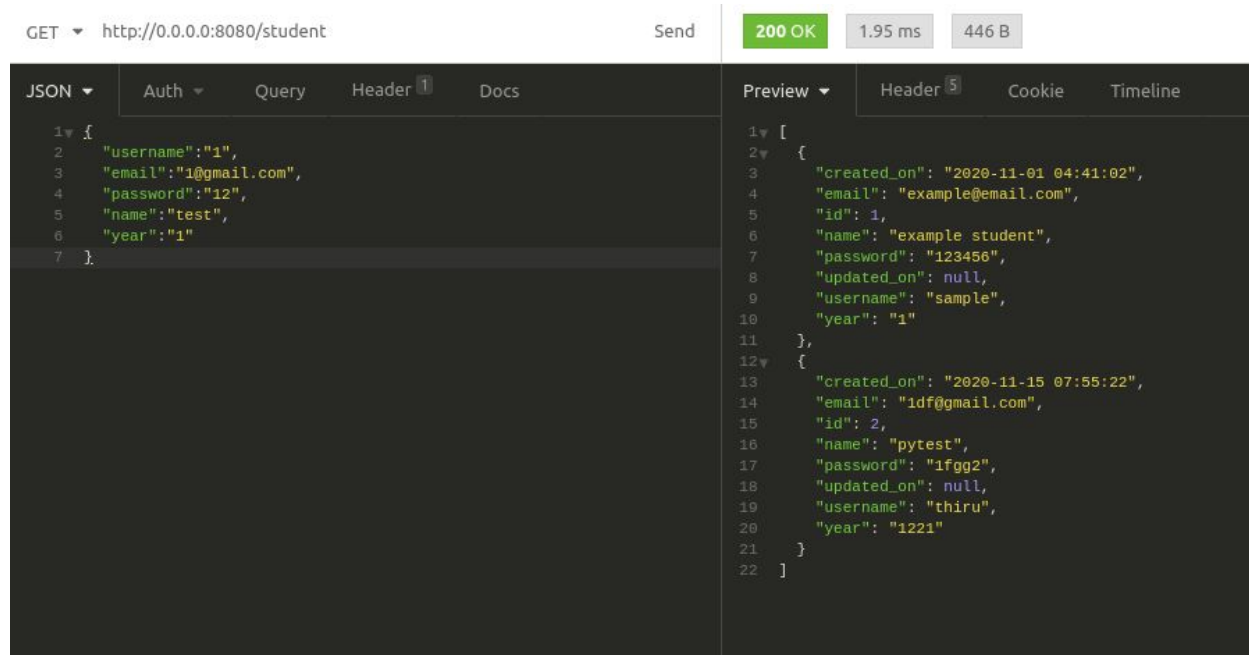 GET http://0.0.0.0:8080/student Send 200 OK 1.95 ms 446 B
JSON Auth Query Header 1 Docs
1 {
2 "username":"1",
3 "email":"1@gmail.com",
4 "password":"12",
5 "name":"test",
6 "year":"1"
7 }
Preview Header 5 Cookie Timeline
1 [
2 {
3 "created_on": "2020-11-01 04:41:02",
4 "email": "example@email.com",
5 "id": 1,
6 "name": "example student",
7 "password": "123456",
8 "updated_on": null,
9 "username": "sample",
10 "year": "1"
11 },
12 {
13 "created_on": "2020-11-15 07:55:22",
14 "email": "1df@gmail.com",
15 "id": 2,
16 "name": "pytest",
17 "password": "1fgg2",
18 "updated_on": null,
19 "username": "thiru",
20 "year": "1221"
21 }
22 ]